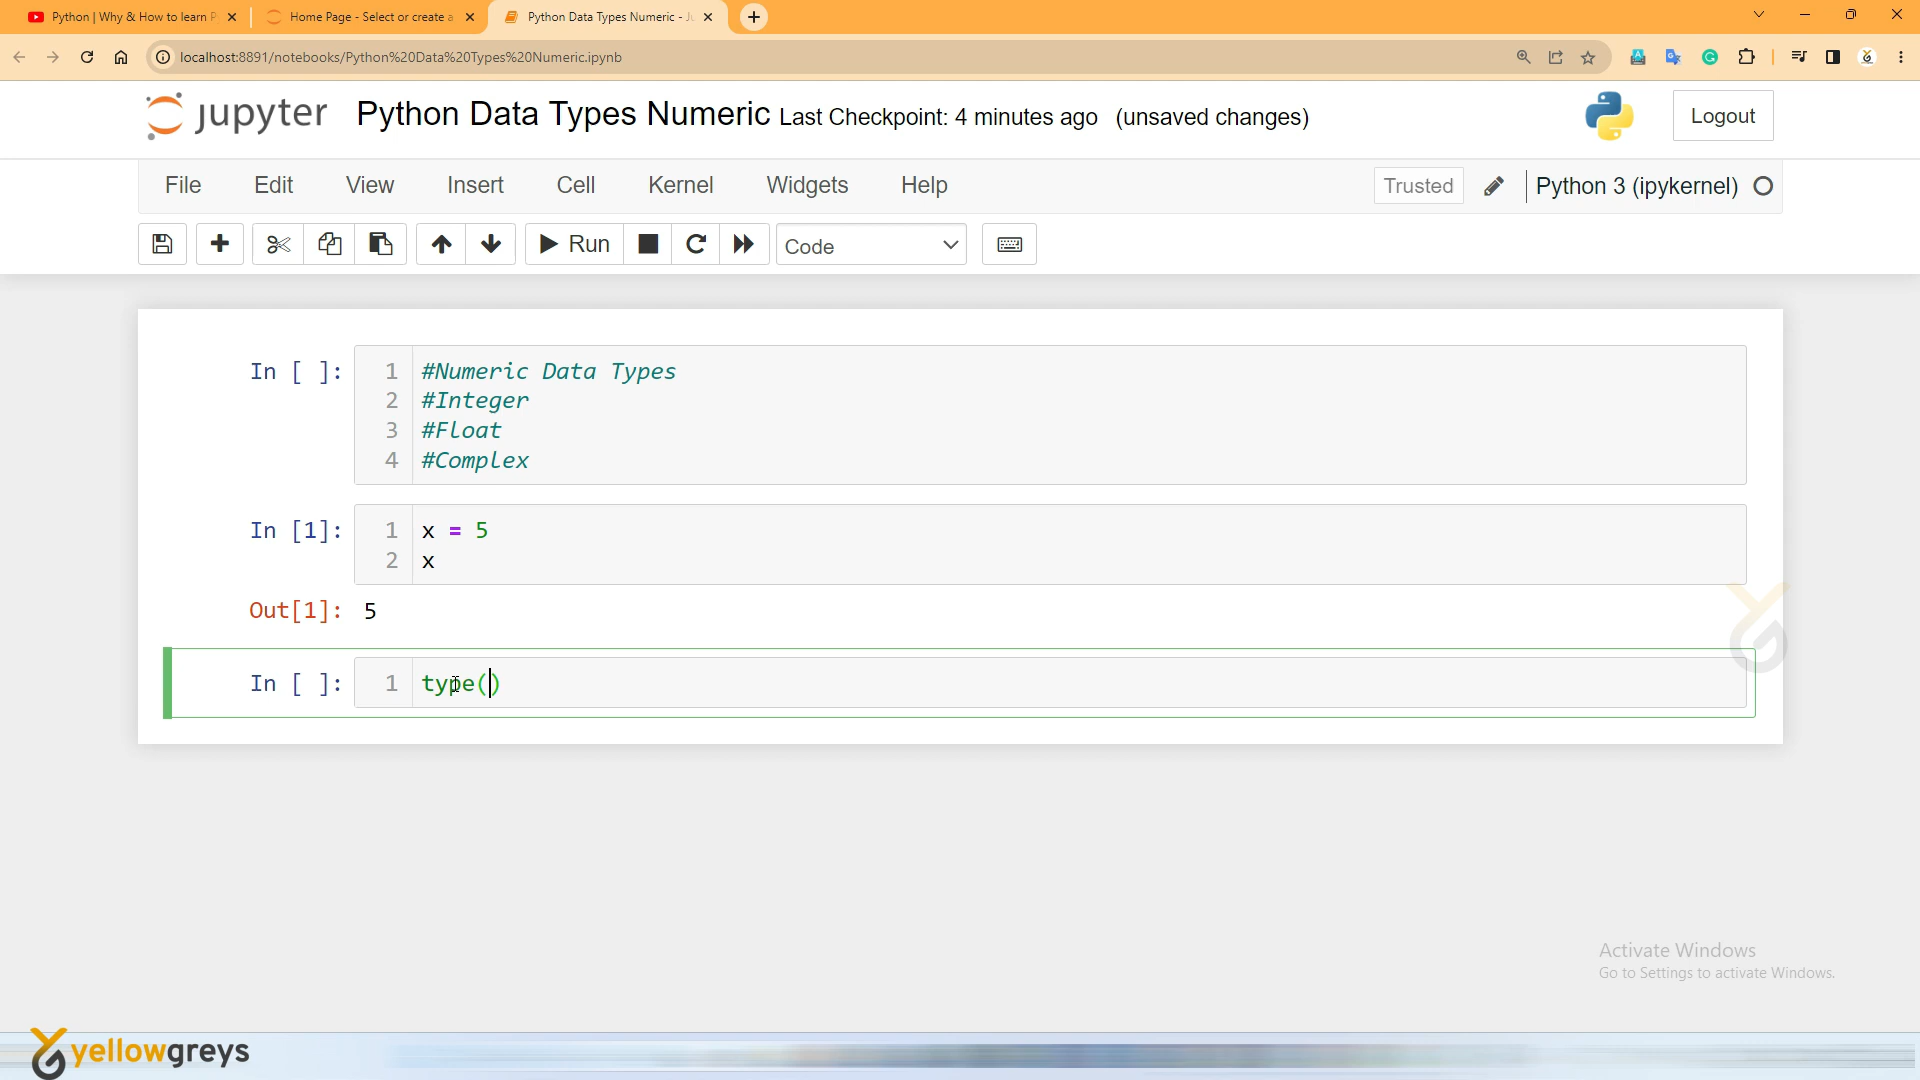 Python | Why & How to learn P
Home Page - Select or create a
Python Data Types Numeric - Ju
localhost:8891/notebooks/Python%20Data%20Types%20Numeric.ipynb
jupyter
Python Data Types Numeric Last Checkpoint: 4 minutes ago (unsaved changes)
Logout
File Edit View Insert Cell Kernel Widgets Help
Trusted
Python 3 (ipykernel)
Run
Code
In [ ]:
1 #Numeric Data Types
2 #Integer
3 #Float
4 #Complex
In [1]:
1 x = 5
2 x
Out[1]: 5
In [ ]: 1 type()
Activate Windows
Go to Settings to activate Windows.
yellowgreys